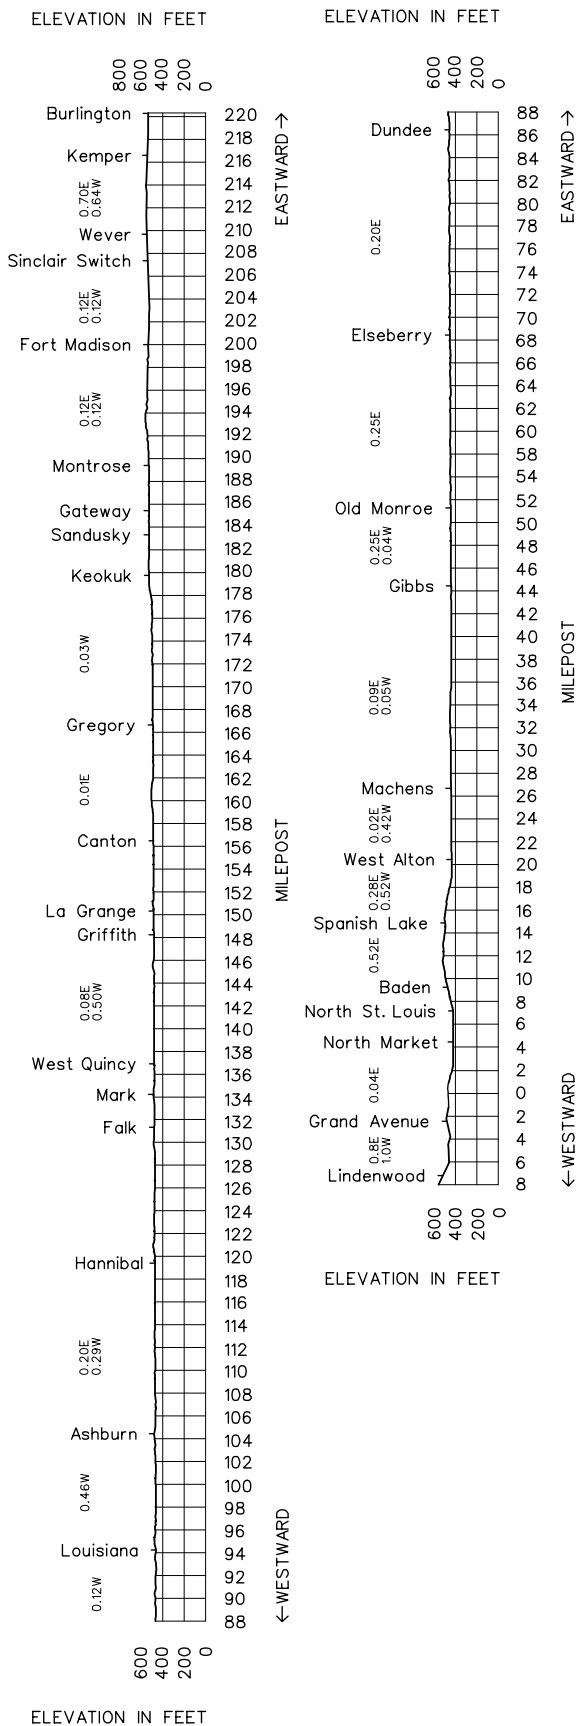 ELEVATION IN FEET
800
600
400
200
0
Burlington
220
218
Kemper
216
0.70E
0.64W
214
212
Wever
210
Sinclair Switch
208
206
0.12E
0.12W
204
202
Fort Madison
200
198
196
0.12E
0.12W
194
192
Montrose
190
188
186
Gateway
184
Sandusky
182
Keokuk
180
178
176
0.03W
174
172
170
168
Gregory
166
164
0.01E
162
160
158
Canton
156
154
152
La Grange
150
Griffith
148
146
0.08E
0.50W
144
142
140
West Quincy
138
136
Mark
134
Falk
132
130
128
126
124
122
Hannibal
120
118
116
114
0.20E
0.29W
112
110
108
106
Ashburn
104
102
0.46W
100
98
96
Louisiana
94
0.12W
92
90
88
600
400
200
0
ELEVATION IN FEET
EASTWARD→
MILEPOST
←WESTWARD
ELEVATION IN FEET
600
400
200
0
88
Dundee
86
84
82
80
0.20E
78
76
74
72
70
Elseberry
68
66
64
62
0.25E
60
58
54
52
Old Monroe
50
0.25E
0.04W
48
46
Gibbs
44
42
40
38
0.09E
0.05W
36
34
32
30
28
Machens
26
0.02E
0.42W
24
22
West Alton
20
0.28E
0.52W
18
16
Spanish Lake
14
0.52E
12
10
Baden
8
North St. Louis
6
North Market
4
2
0.04E
0
Grand Avenue
2
0.8E
1.0W
4
6
Lindenwood
8
600
400
200
0
ELEVATION IN FEET
EASTWARD→
MILEPOST
←WESTWARD